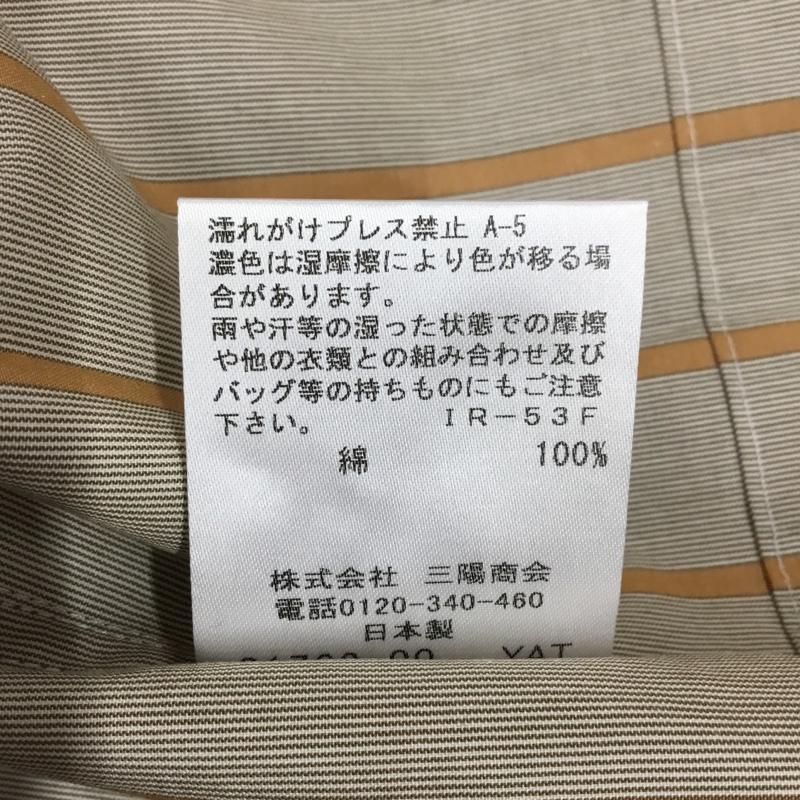 濡れがけプレス禁止 A-5
濃色は湿摩擦により色が移る場
合があります。
雨や汗等の湿った状態での摩擦
や他の衣類との組み合わせ及び
バッグ等の持ちものにもご注意
下さい。 IR-53F
綿 100%
株式会社 三陽商会
電話0120-340-460
日本製
YAT